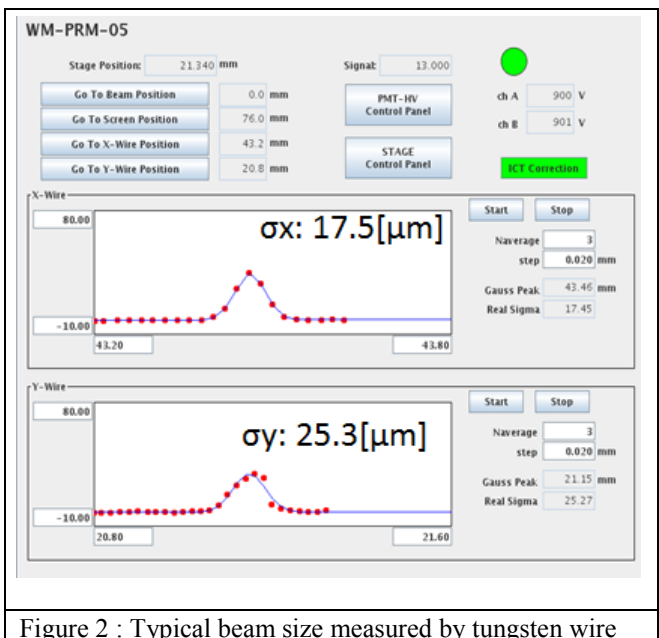 WM-PRM-05
Stage Position: 21.340 mm Signal: 13.000
Go To Beam Position 0.0 mm PMT-HV Control Panel ch A 900 V
Go To Screen Position 76.0 mm ch B 901 V
Go To X-Wire Position 43.2 mm STAGE Control Panel
Go To Y-Wire Position 20.8 mm ICT Correction
X-Wire
80.00
-10.00
43.20 43.80
σx: 17.5[μm]
Start Stop
Naverage 3
step 0.020 mm
Gauss Peak 43.46 mm
Real Sigma 17.45
Y-Wire
80.00
-10.00
20.80 21.60
σy: 25.3[μm]
Start Stop
Naverage 3
step 0.020 mm
Gauss Peak 21.15 mm
Real Sigma 25.27
Figure 2 : Typical beam size measured by tungsten wire